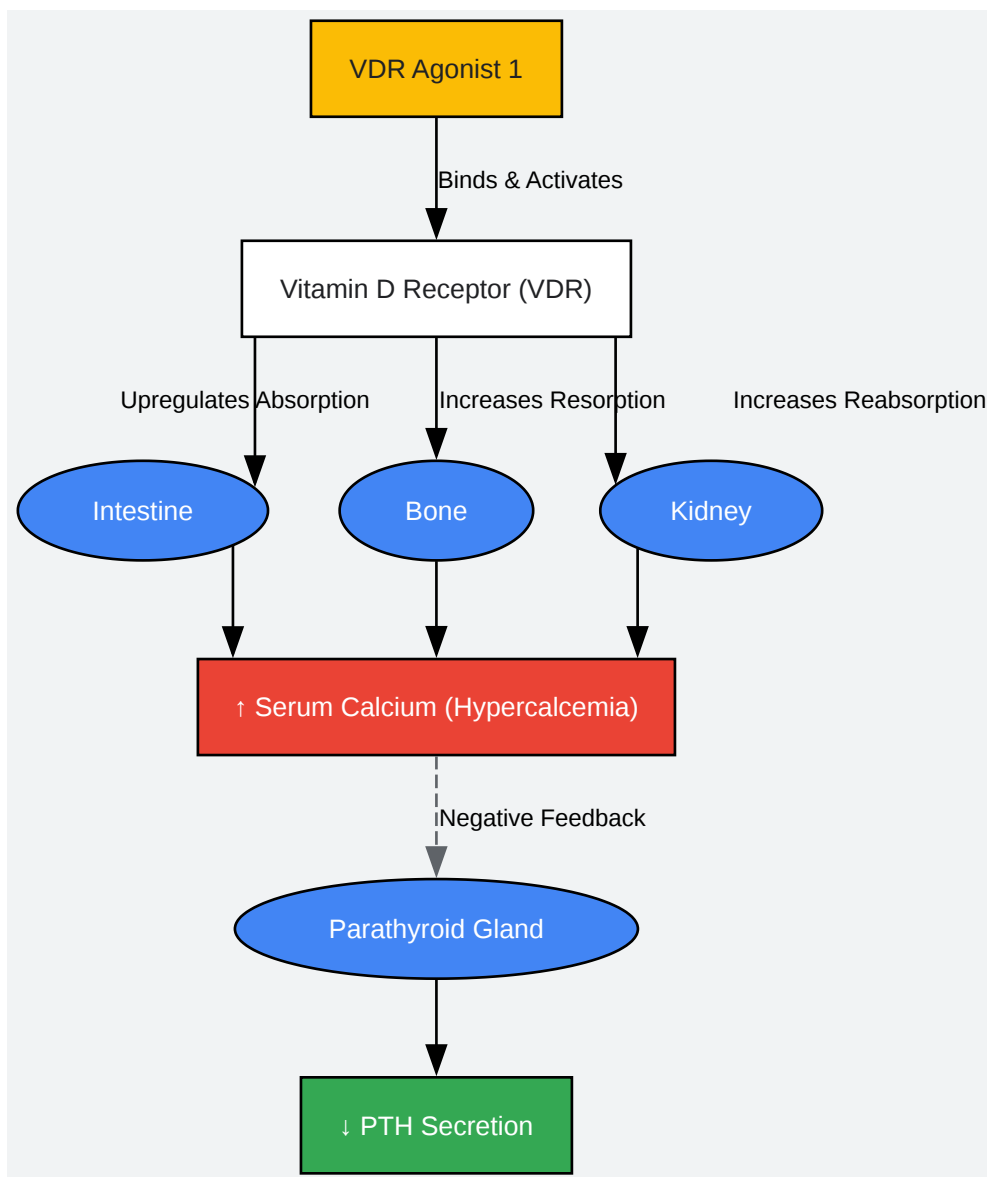 VDR Agonist 1
Binds & Activates
Vitamin D Receptor (VDR)
Upregulates Absorption
Increases Resorption
Increases Reabsorption
Intestine
Bone
Kidney
↑ Serum Calcium (Hypercalcemia)
Negative Feedback
Parathyroid Gland
↓ PTH Secretion